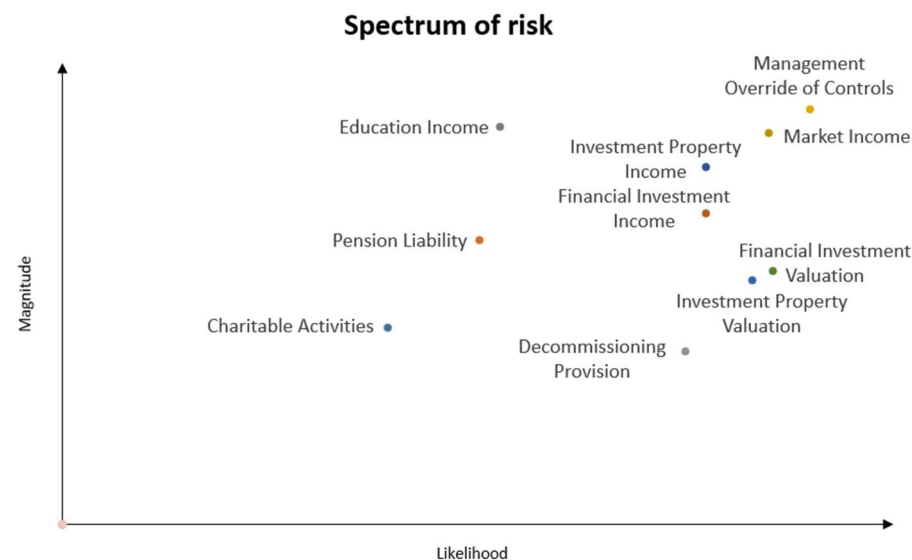 Spectrum of risk
Management
Override of Controls
Education Income
Market Income
Investment Property
Income
Financial Investment
Income
Pension Liability
Financial Investment
Valuation
Investment Property
Valuation
Charitable Activities
Decommissioning
Provision
Magnitude
Likelihood